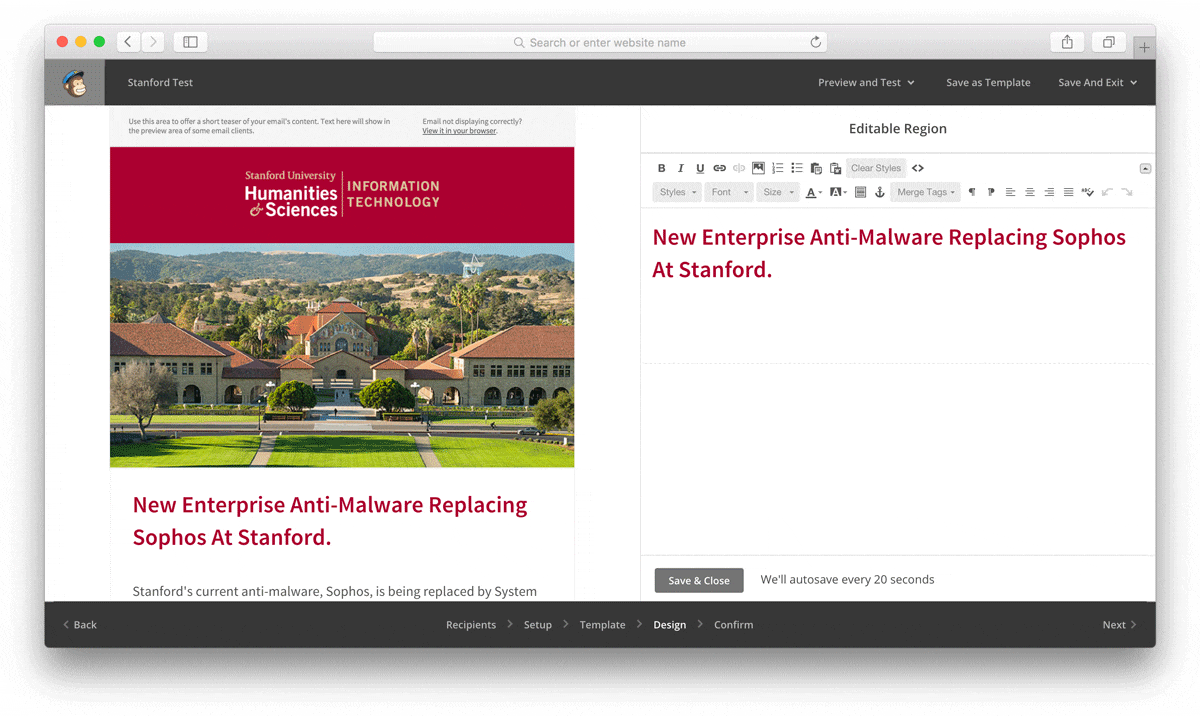 Search or enter website name
Stanford Test
Preview and Test
Save as Template
Save And Exit
Use this area to offer a short teaser of your email's content. Text here will show in
the preview area of some email clients.
Email not displaying correctly?
View it in your browser.
Stanford University
Humanities
& Sciences
INFORMATION
TECHNOLOGY
New Enterprise Anti-Malware Replacing
Sophos At Stanford.
Stanford's current anti-malware, Sophos, is being replaced by System
Editable Region
B I U
Clear Styles
Styles Font Size A A Merge Tags
ABC
New Enterprise Anti-Malware Replacing Sophos
At Stanford.
Save & Close
We'll autosave every 20 seconds
Back
Recipients
Setup
Template
Design
Confirm
Next